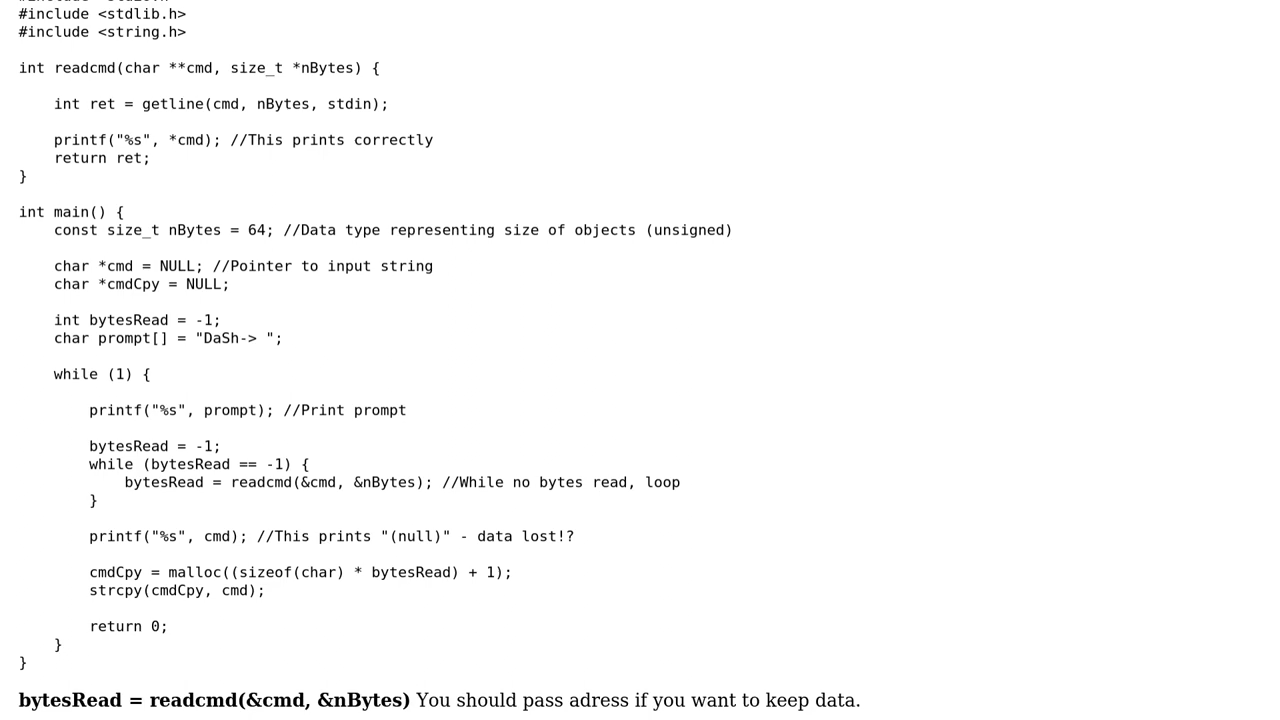 #include <stdlib.h>
#include <string.h>
int readcmd(char **cmd, size_t *nBytes) {
int ret = getline(cmd, nBytes, stdin);
printf("%s", *cmd); //This prints correctly
return ret;
}
int main() {
const size_t nBytes = 64; //Data type representing size of objects (unsigned)
char *cmd = NULL; //Pointer to input string
char *cmdCpy = NULL;
int bytesRead = -1;
char prompt[] = "DaSh-> ";
while (1) {
printf("%s", prompt); //Print prompt
bytesRead = -1;
while (bytesRead == -1) {
bytesRead = readcmd(&cmd, &nBytes); //While no bytes read, loop
}
printf("%s", cmd); //This prints "(null)" - data lost!?
cmdCpy = malloc((sizeof(char) * bytesRead) + 1);
strcpy(cmdCpy, cmd);
return 0;
}
}
bytesRead = readcmd(&cmd, &nBytes) You should pass adress if you want to keep data.